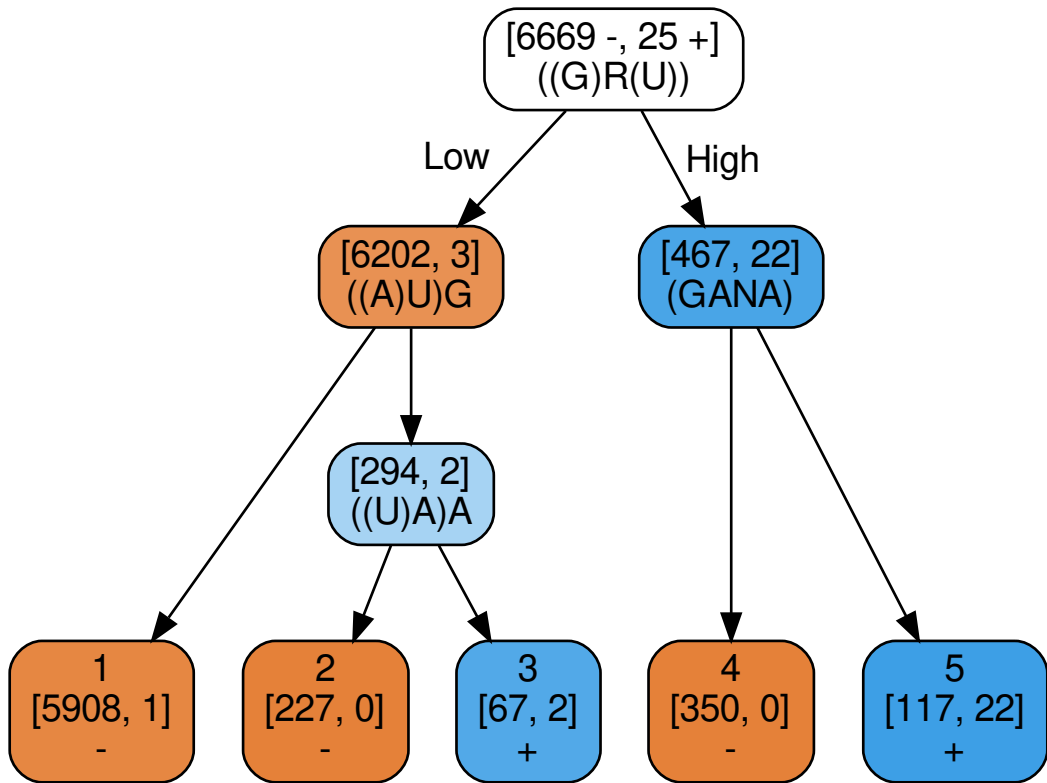 [6669 -, 25 +]
((G)R(U))
Low
High
[6202, 3]
((A)U)G
[467, 22]
(GANA)
[294, 2]
((U)A)A
1
[5908, 1]
-
2
[227, 0]
-
3
[67, 2]
+
4
[350, 0]
-
5
[117, 22]
+